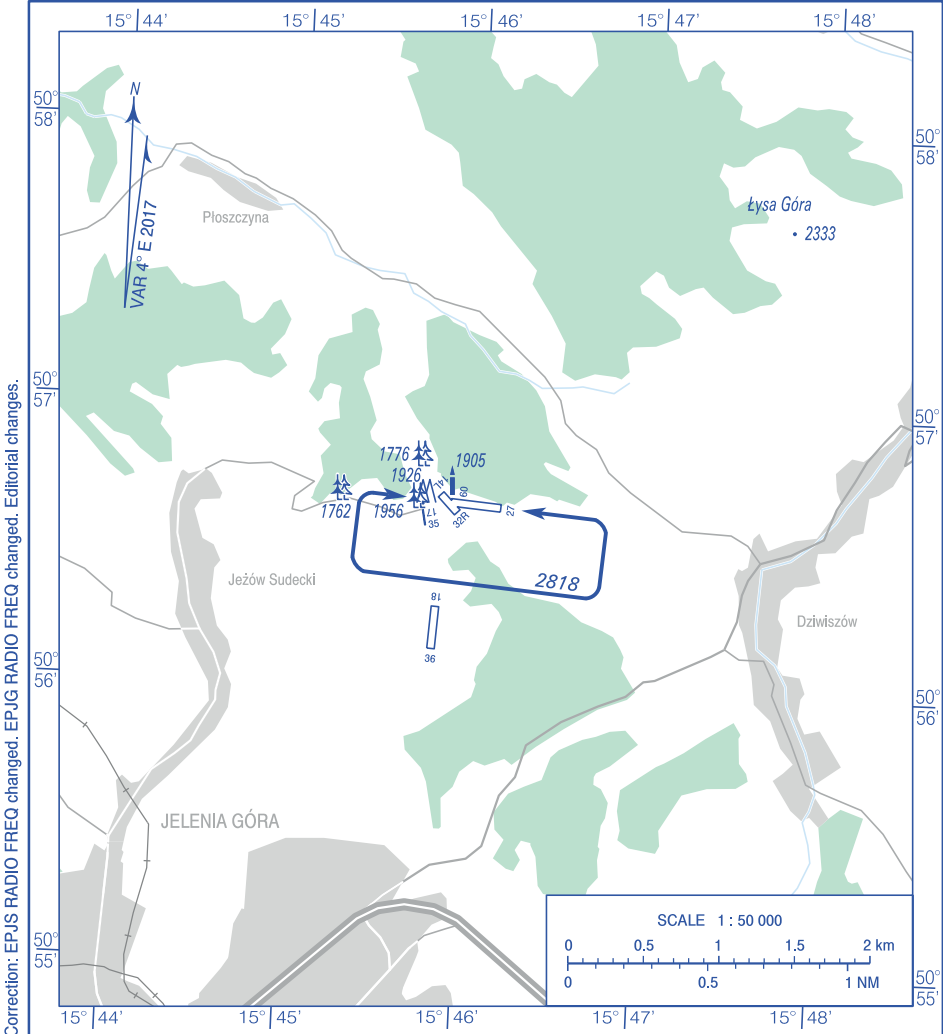 15° 44' 15° 45' 15° 46' 15° 47' 15° 48'
N
50° 58'
50° 58'
VAR 4° E 2017
Płoszczyna
Łysa Góra
2333
50° 57'
50° 57'
1776
1905
1926
1762
1956
14
09
27
17
35
32R
2818
Jeżów Sudecki
18
36
Dziwiszów
50° 56'
50° 56'
JELENIA GÓRA
SCALE 1 : 50 000
0 0.5 1 1.5 2 km
0 0.5 1 NM
50° 55'
50° 55'
15° 44' 15° 45' 15° 46' 15° 47' 15° 48'
Correction: EPJS RADIO FREQ changed. EPJG RADIO FREQ changed. Editorial changes.